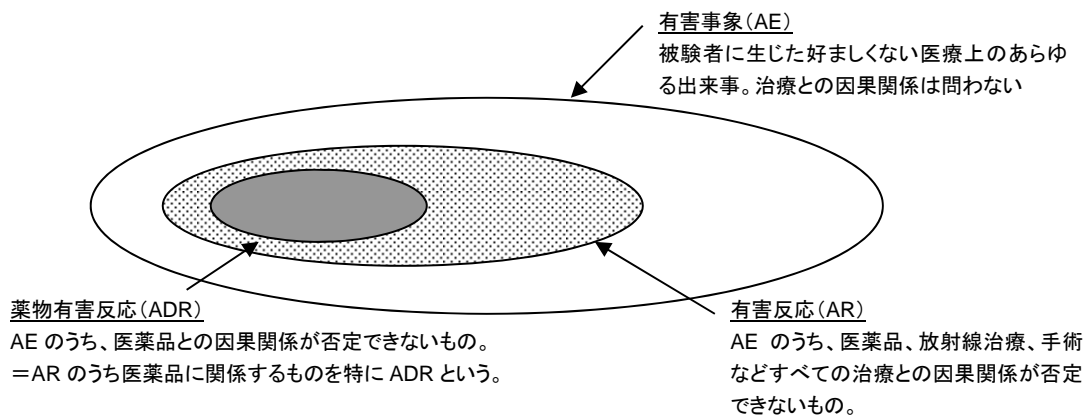 有害事象(AE)
被験者に生じた好ましくない医療上のあらゆ
る出来事。治療との因果関係は問わない
薬物有害反応(ADR)
AE のうち、医薬品との因果関係が否定できないもの。
=AR のうち医薬品に関係するものを特に ADR という。
有害反応(AR)
AE のうち、医薬品、放射線治療、手術
などすべての治療との因果関係が否定
できないもの。